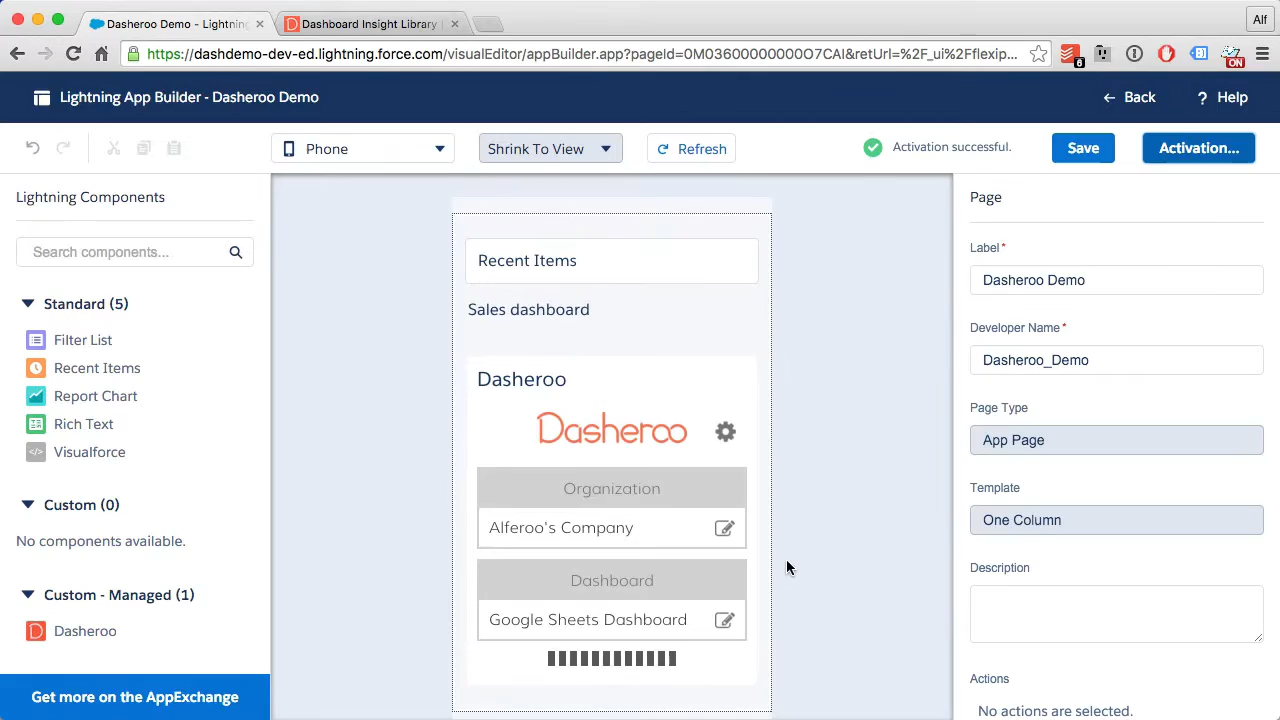 Dasheroo Demo - Lightning
Dashboard Insight Library
Alf
https://dashdemo-dev-ed.lightning.force.com/visualEditor/appBuilder.app?pageId=0M03600000000O7CAI&retUrl=%2F_ui%2Fflexip...
6
ON
Lightning App Builder - Dasheroo Demo
Back
? Help
Phone
Shrink To View
Refresh
Activation successful.
Save
Activation...
Lightning Components
Search components...
Standard (5)
Filter List
Recent Items
Report Chart
Rich Text
Visualforce
Custom (0)
No components available.
Custom - Managed (1)
Dasheroo
Get more on the AppExchange
Recent Items
Sales dashboard
Dasheroo
Dasheroo
Organization
Alferoo's Company
Dashboard
Google Sheets Dashboard
Page
Label*
Dasheroo Demo
Developer Name*
Dasheroo_Demo
Page Type
App Page
Template
One Column
Description
Actions
No actions are selected.